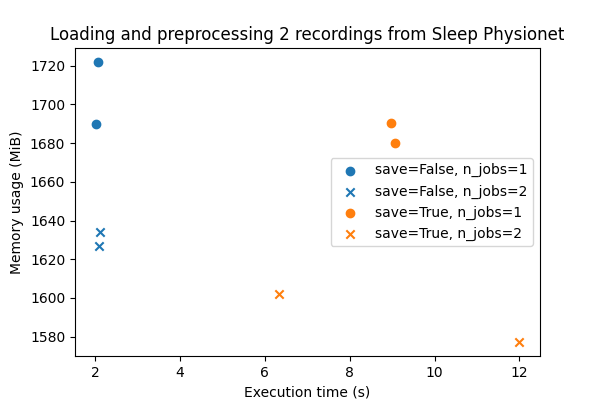 Loading and preprocessing 2 recordings from Sleep Physionet
Memory usage (MiB)
1720
1700
1680
1660
1640
1620
1600
1580
save=False, n_jobs=1
save=False, n_jobs=2
save=True, n_jobs=1
save=True, n_jobs=2
2 4 6 8 10 12
Execution time (s)